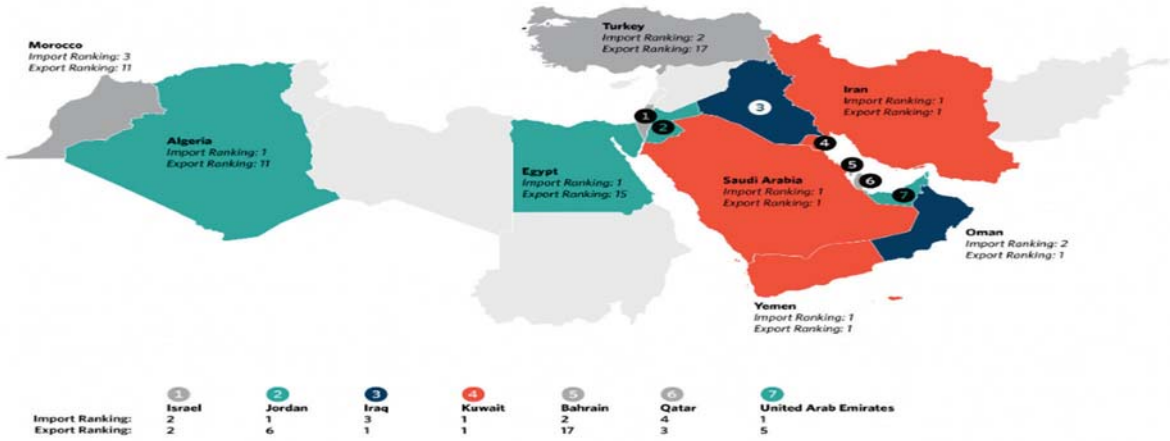 Turkey
Import Ranking: 2
Export Ranking: 17
Morocco
Import Ranking: 3
Export Ranking: 11
Iran
Import Ranking: 1
Export Ranking: 1
1
3
2
Algeria
Import Ranking: 1
Export Ranking: 11
4
Egypt
Import Ranking: 1
Export Ranking: 15
5
Saudi Arabia
Import Ranking: 1
Export Ranking: 1
6
7
Oman
Import Ranking: 2
Export Ranking: 1
Yemen
Import Ranking: 1
Export Ranking: 1
1 2 3 4 5 6 7
Israel Jordan Iraq Kuwait Bahrain Qatar United Arab Emirates
Import Ranking: 2 1 3 1 2 4 1
Export Ranking: 2 6 1 1 17 3 5